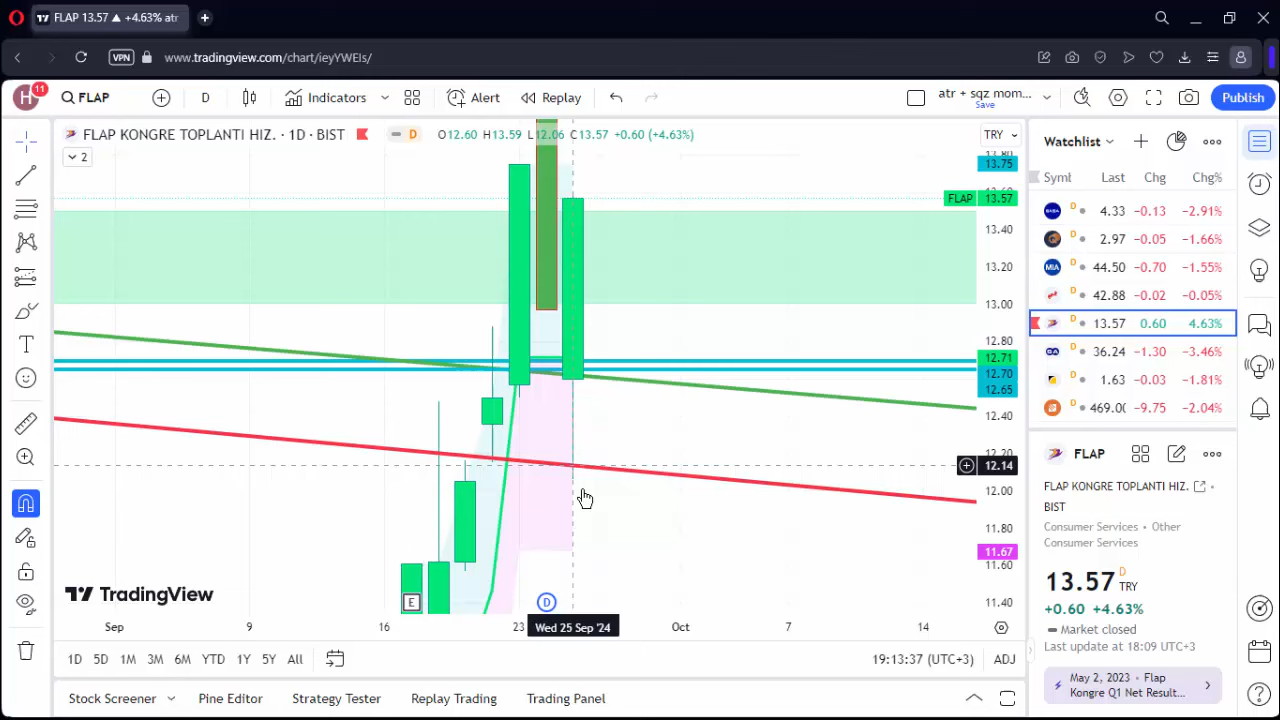 FLAP 13.57 ▲ +4.63% atr
VPN
www.tradingview.com/chart/ieyYWEIs/
H 11
FLAP
D
Indicators
Alert
Replay
atr + sqz mom...
Save
Publish
FLAP KONGRE TOPLANTI HIZ. · 1D · BIST
D
O12.60 H13.59 L12.06 C13.57 +0.60 (+4.63%)
TRY
2
13.80
13.75
FLAP 13.57
13.40
13.20
13.00
12.80
12.71
12.70
12.65
12.40
12.20
12.14
12.00
11.80
11.67
11.60
11.40
E
D
TradingView
Sep 9 16 23 Wed 25 Sep '24 Oct 7 14
1D 5D 1M 3M 6M YTD 1Y 5Y All
19:13:37 (UTC+3) ADJ
Stock Screener Pine Editor Strategy Tester Replay Trading Trading Panel
Watchlist
Symb Last Chg Chg%
D 4.33 −0.13 −2.91%
D 2.97 −0.05 −1.66%
MIA D 44.50 −0.70 −1.55%
D 42.88 −0.02 −0.05%
D 13.57 0.60 4.63%
D 36.24 −1.30 −3.46%
D 1.63 −0.03 −1.81%
D 469.00 −9.75 −2.04%
FLAP
FLAP KONGRE TOPLANTI HIZ. ·
BIST
Consumer Services · Other
Consumer Services
13.57 D TRY
+0.60 +4.63%
Market closed
Last update at 18:09 UTC+3
May 2, 2023 · Flap
Kongre Q1 Net Result...